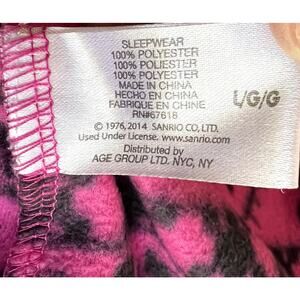 SLEEPWEAR
100% POLYESTER
100% POLIESTER
100% POLYESTER
MADE IN CHINA
HECHO EN CHINA
FABRIQUE EN CHINE
RN#67618
L/G/G
© 1976, 2014 SANRIO CO, LTD.
Used Under License. www.sanrio.com
Distributed by
AGE GROUP LTD. NYC, NY